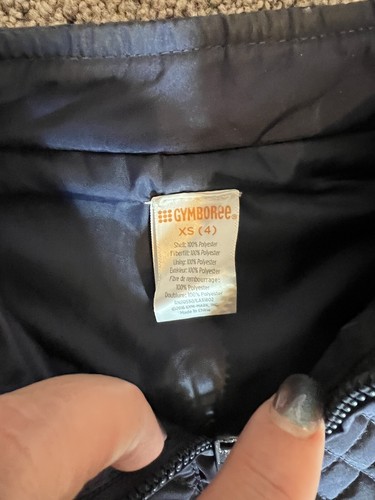 GYMBOREE®
XS (4)
Shell: 100% Polyester
Fiberfill: 100% Polyester
Lining: 100% Polyester
Extérieur: 100% Polyester
Fibre de rembourrage:
100% Polyester
Doublure: 100% Polyester